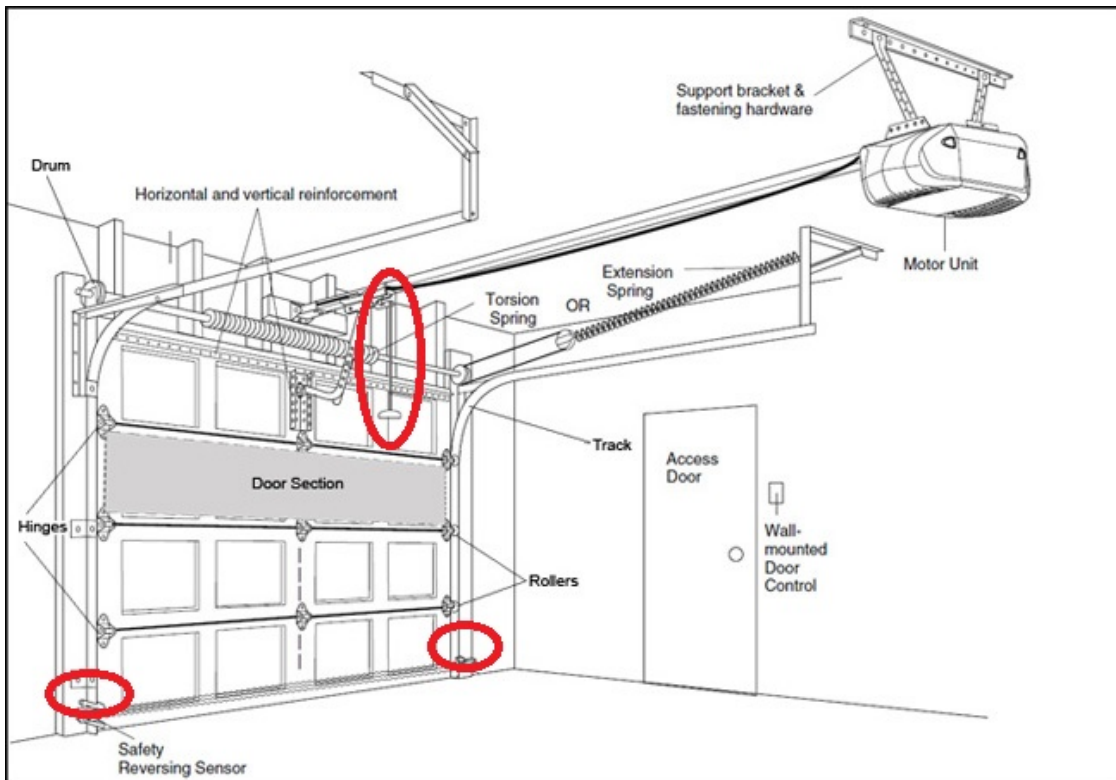 Support bracket &
fastening hardware
Drum
Horizontal and vertical reinforcement
Motor Unit
Extension
Spring
Torsion
Spring
OR
Track
Access
Door
Door Section
Hinges
Wall-
mounted
Door
Control
Rollers
Safety
Reversing Sensor